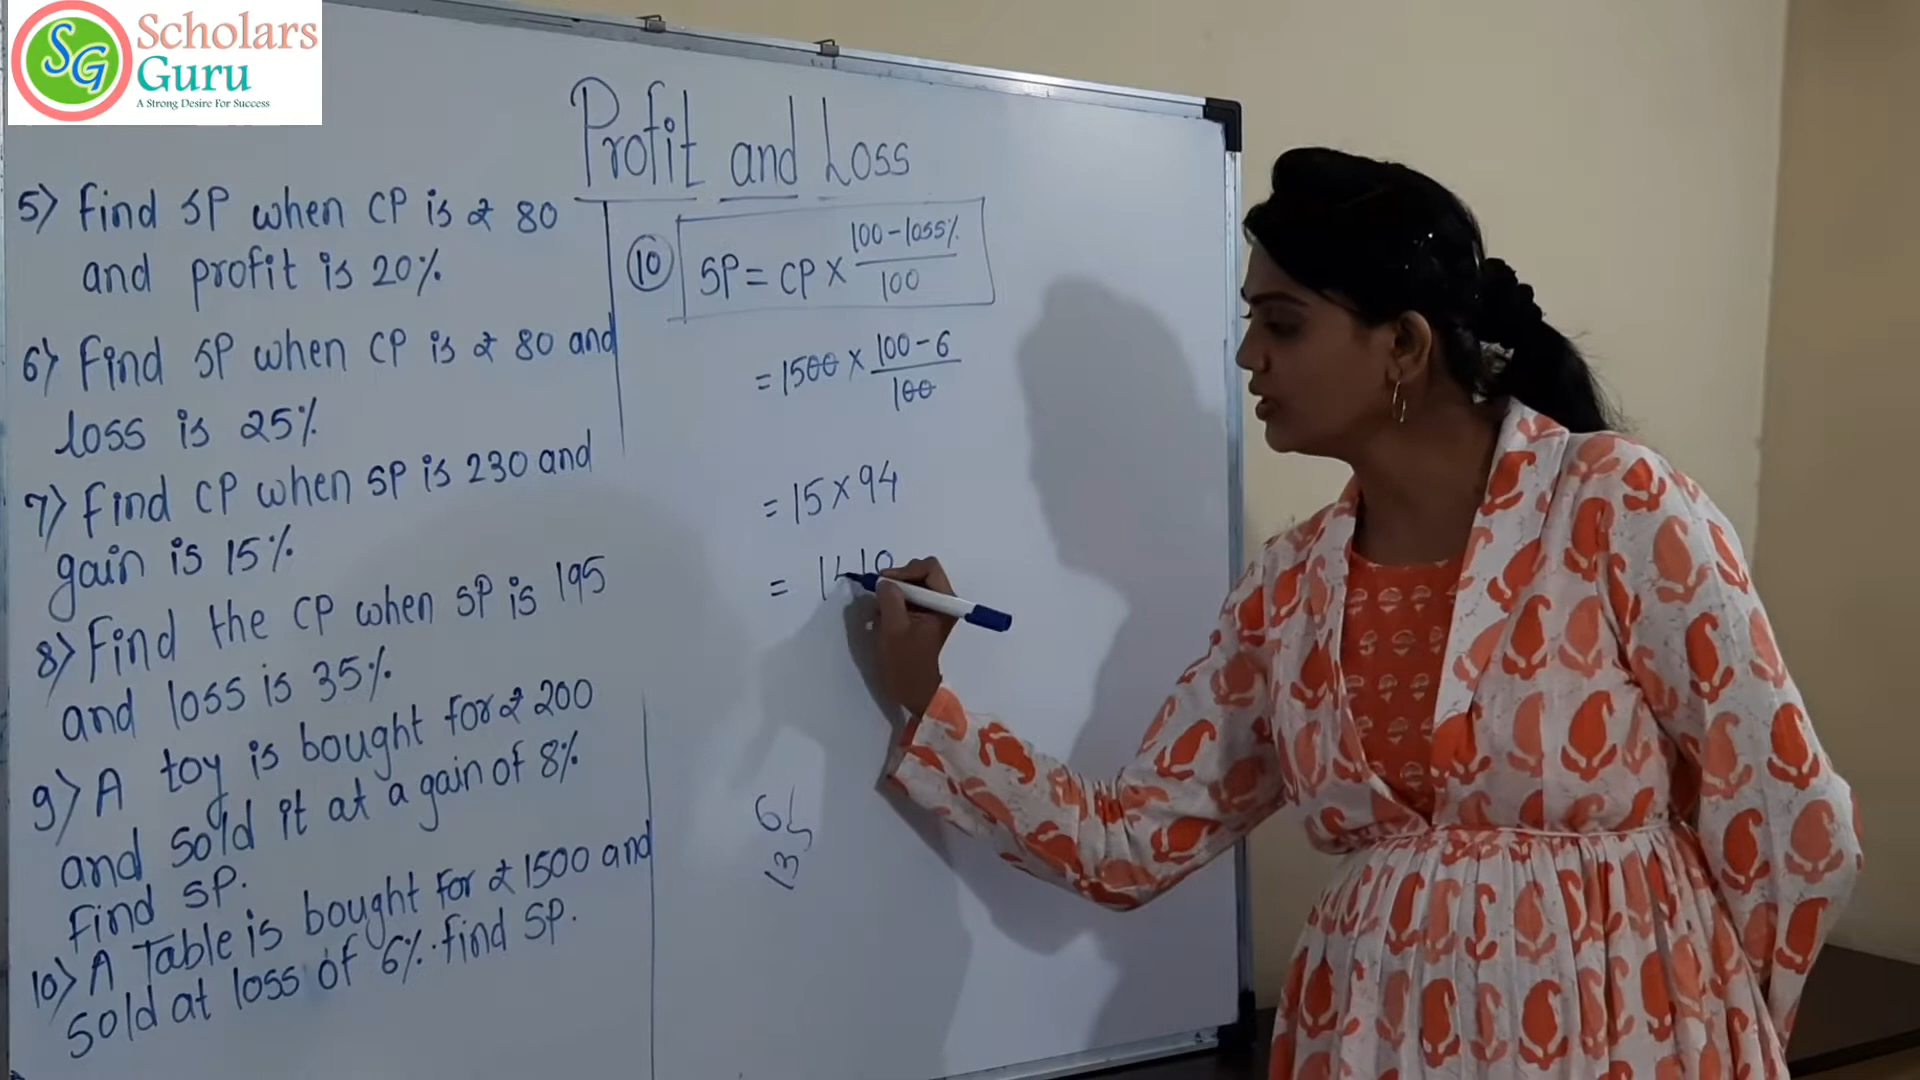 Scholars
Guru
A Strong Desire For Success
SG
Profit and Loss
5) Find SP when CP is ₹ 80
and profit is 20%
6) Find SP when CP is ₹ 80 and
loss is 25%
7) Find CP when SP is 230 and
gain is 15%
8) Find the CP when SP is 195
and loss is 35%
9) A toy is bought for ₹ 200
and sold it at a gain of 8%
Find SP.
10) A Table is bought for ₹ 1500 and
sold at loss of 6%. find SP.
10 SP = CP × 100 - loss%
100
= 1500 × 100 - 6
100
= 15 × 94
= 1410